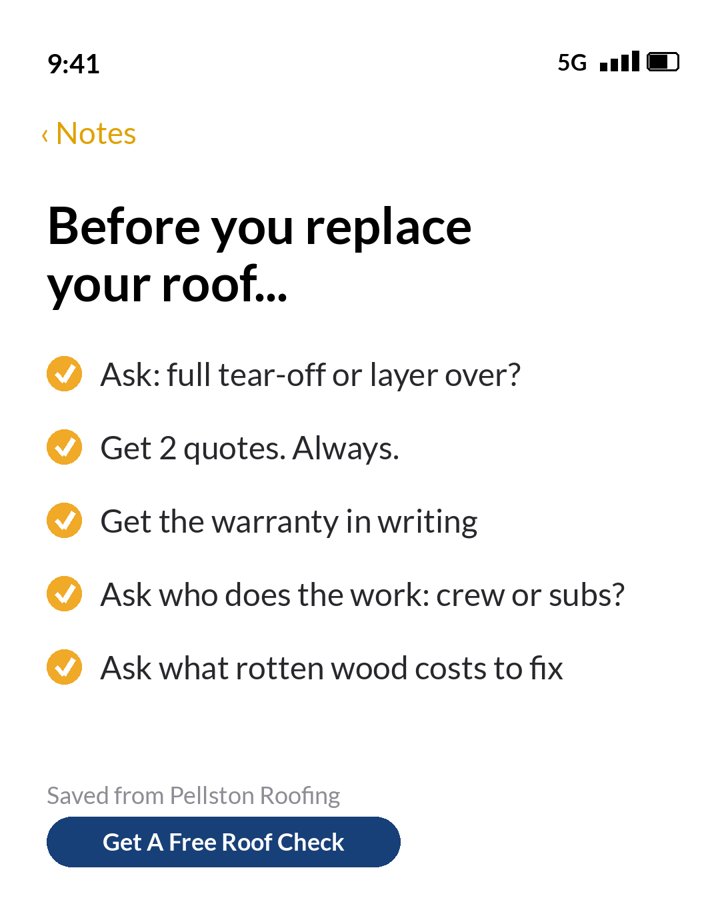 9:41
5G
‹ Notes
Before you replace
your roof...
Ask: full tear-off or layer over?
Get 2 quotes. Always.
Get the warranty in writing
Ask who does the work: crew or subs?
Ask what rotten wood costs to fix
Saved from Pellston Roofing
Get A Free Roof Check